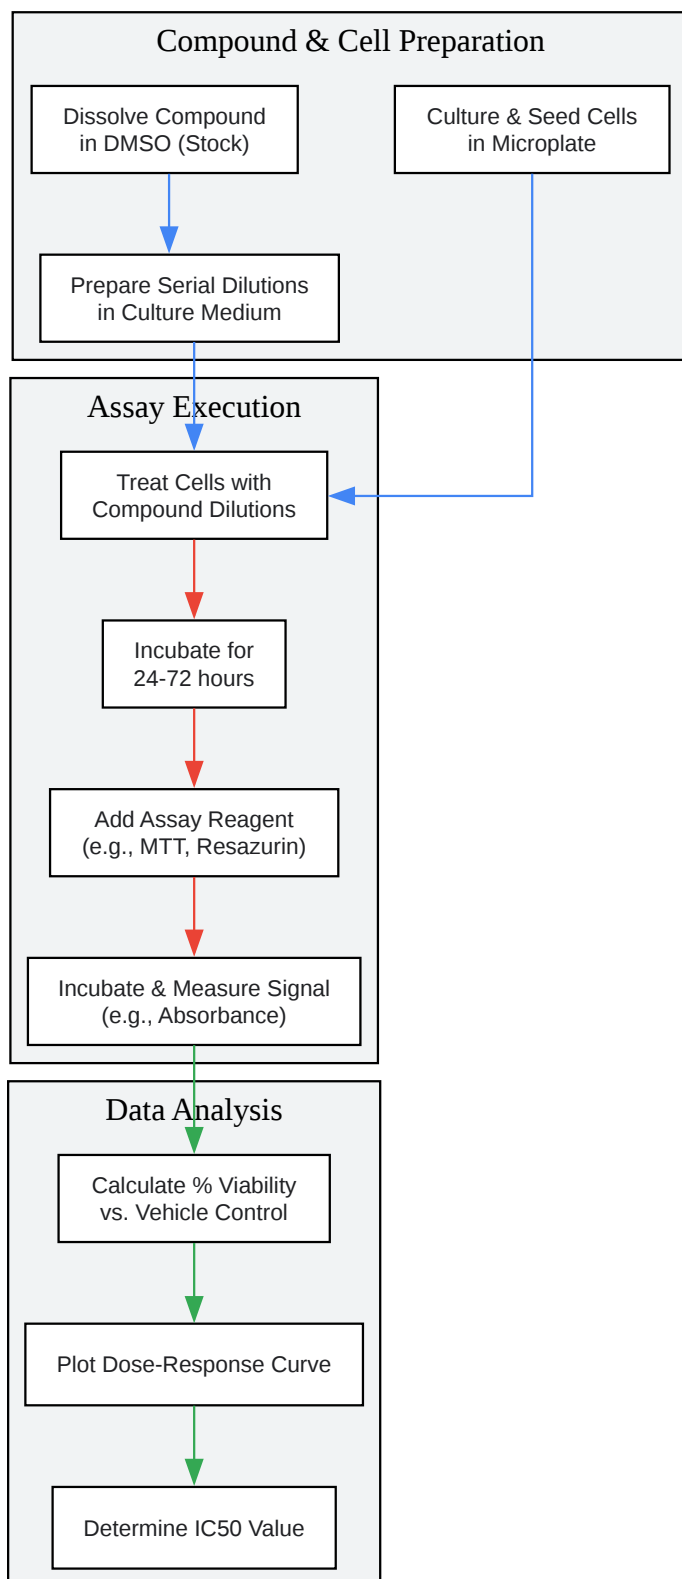 Compound & Cell Preparation
Dissolve Compound
in DMSO (Stock)
Culture & Seed Cells
in Microplate
Prepare Serial Dilutions
in Culture Medium
Assay Execution
Treat Cells with
Compound Dilutions
Incubate for
24-72 hours
Add Assay Reagent
(e.g., MTT, Resazurin)
Incubate & Measure Signal
(e.g., Absorbance)
Data Analysis
Calculate % Viability
vs. Vehicle Control
Plot Dose-Response Curve
Determine IC50 Value